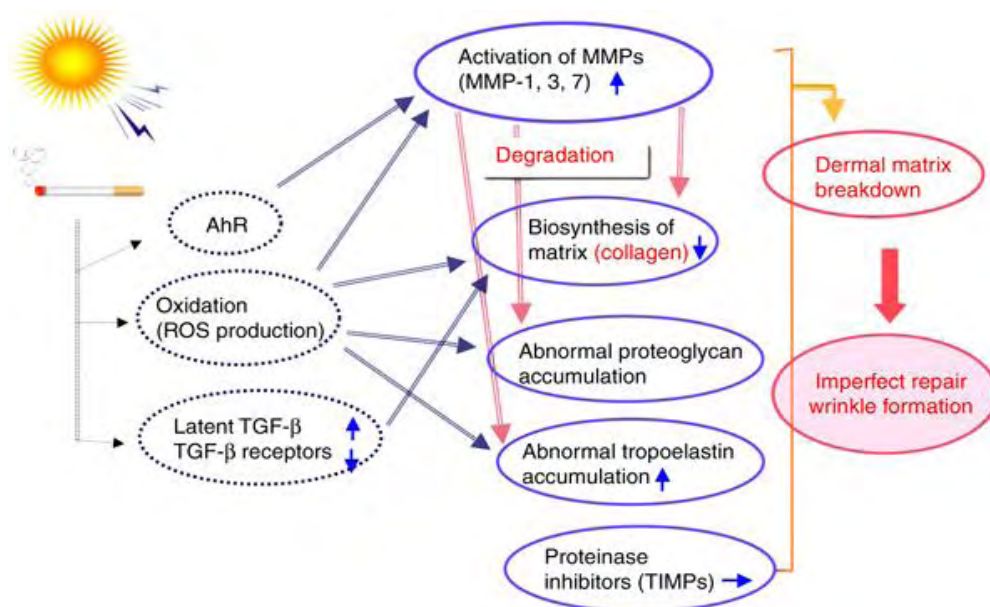 Activation of MMPs
(MMP-1, 3, 7)
Degradation
Dermal matrix
breakdown
AhR
Biosynthesis of
matrix (collagen)
Oxidation
(ROS production)
Abnormal proteoglycan
accumulation
Imperfect repair
wrinkle formation
Latent TGF-β
TGF-β receptors
Abnormal tropoelastin
accumulation
Proteinase
inhibitors (TIMPs)